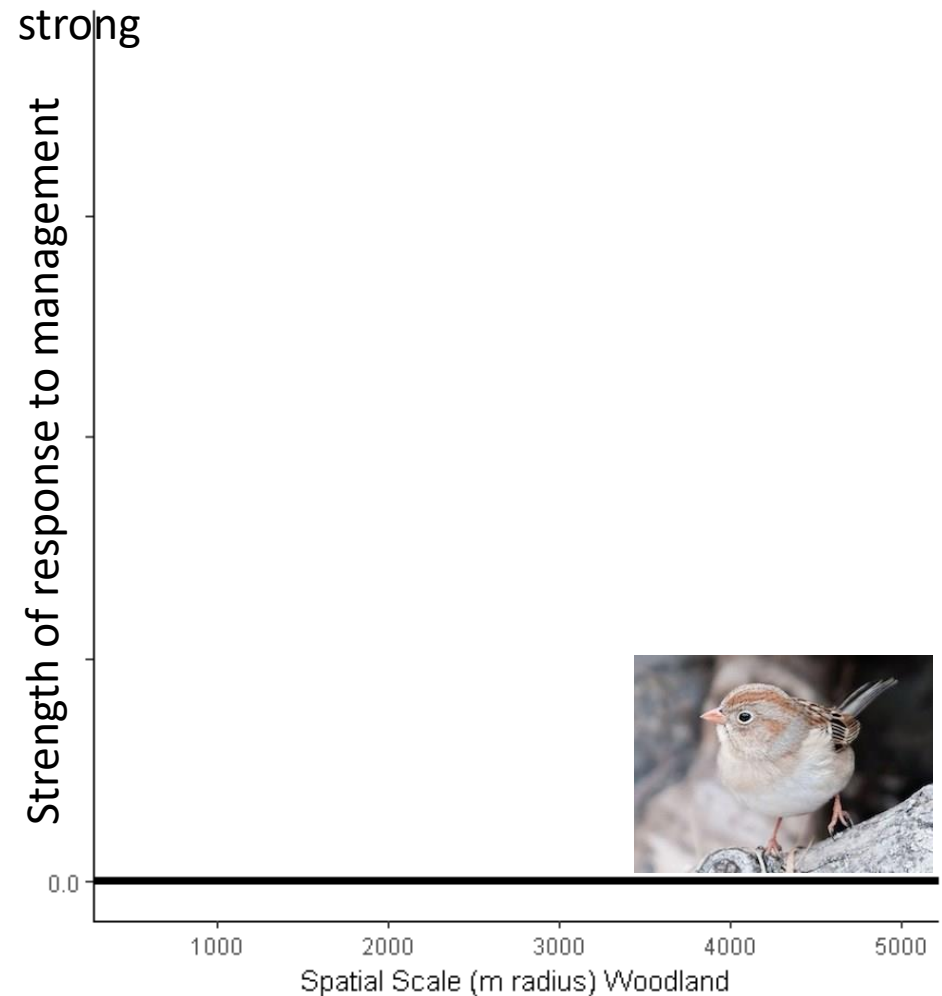 strong
Strength of response to management
0.0
1000 2000 3000 4000 5000
Spatial Scale (m radius) Woodland